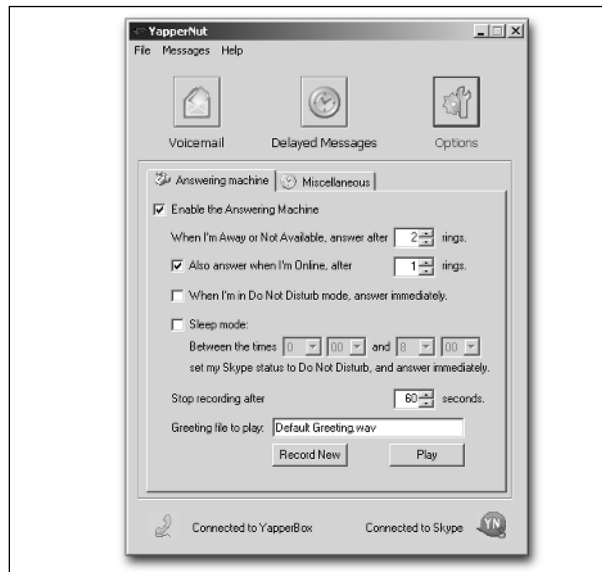 YapperNut
File Messages Help
Voicemail Delayed Messages Options
Answering machine Miscellaneous
Enable the Answering Machine
When I'm Away or Not Available, answer after 2 rings.
Also answer when I'm Online, after 1 rings.
When I'm in Do Not Disturb mode, answer immediately.
Sleep mode:
Between the times 0 00 and 8 00
set my Skype status to Do Not Disturb, and answer immediately.
Stop recording after 60 seconds.
Greeting file to play: Default Greeting.wav
Record New Play
Connected to YapperBox Connected to Skype YN